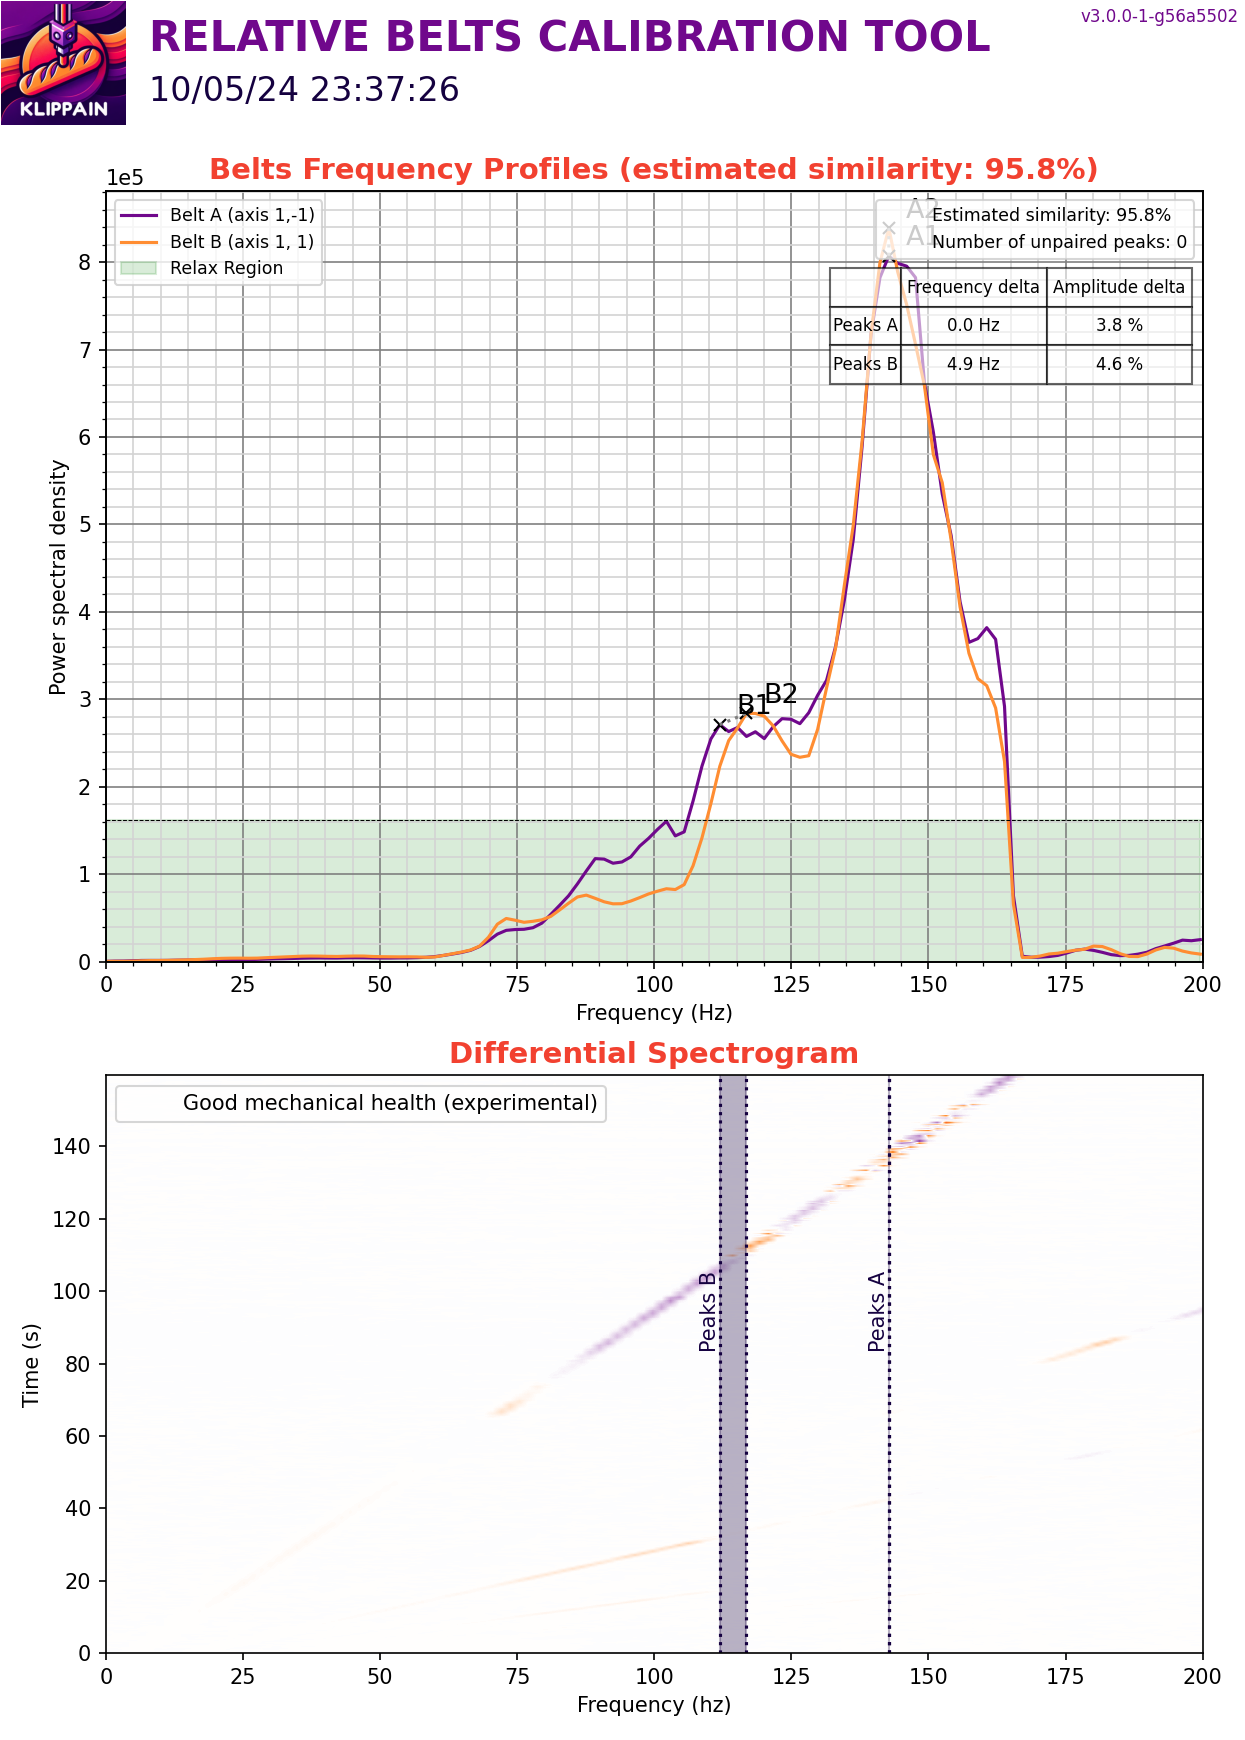 KLIPPAIN
RELATIVE BELTS CALIBRATION TOOL
v3.0.0-1-g56a5502
10/05/24 23:37:26
Belts Frequency Profiles (estimated similarity: 95.8%)
1e5
Belt A (axis 1,-1)
Belt B (axis 1, 1)
Relax Region
A2
A1
Estimated similarity: 95.8%
Number of unpaired peaks: 0
Frequency delta Amplitude delta
Peaks A 0.0 Hz 3.8 %
Peaks B 4.9 Hz 4.6 %
B1
B2
Power spectral density
8
7
6
5
4
3
2
1
0
0 25 50 75 100 125 150 175 200
Frequency (Hz)
Differential Spectrogram
Good mechanical health (experimental)
Peaks B
Peaks A
Time (s)
140
120
100
80
60
40
20
0
0 25 50 75 100 125 150 175 200
Frequency (hz)